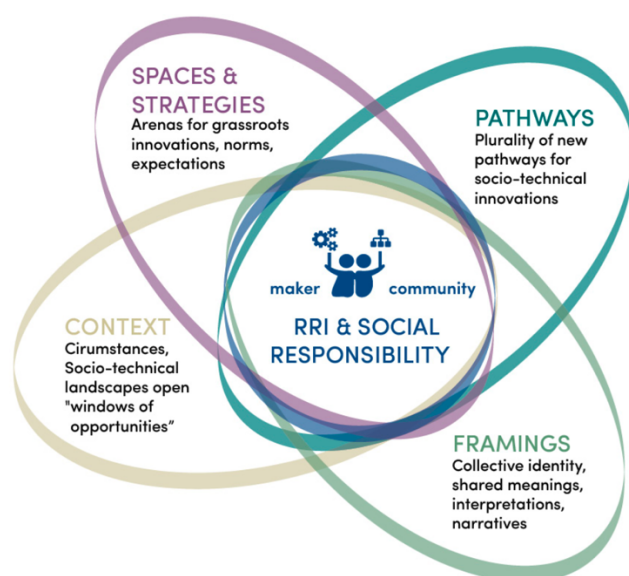 SPACES &
STRATEGIES
Arenas for grassroots
innovations, norms,
expectations
PATHWAYS
Plurality of new
pathways for
socio-technical
innovations
maker community
RRI & SOCIAL
RESPONSIBILITY
CONTEXT
Cirumstances,
Socio-technical
landscapes open
"windows of
opportunities”
FRAMINGS
Collective identity,
shared meanings,
interpretations,
narratives